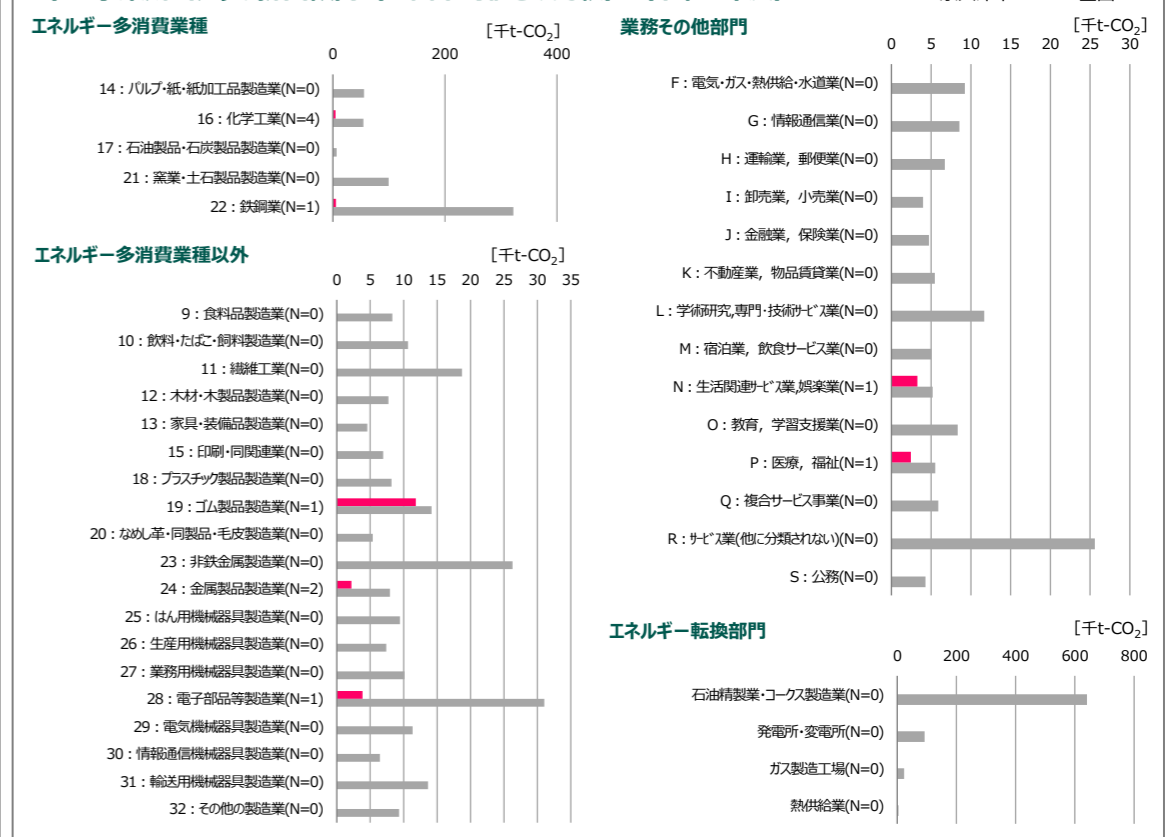 エネルギー多消費業種
[千t-CO₂]
0 200 400
14：パルプ・紙・紙加工品製造業(N=0)
16：化学工業(N=4)
17：石油製品・石炭製品製造業(N=0)
21：窯業・土石製品製造業(N=0)
22：鉄鋼業(N=1)
エネルギー多消費業種以外
[千t-CO₂]
0 5 10 15 20 25 30 35
9：食料品製造業(N=0)
10：飲料・たばこ・飼料製造業(N=0)
11：繊維工業(N=0)
12：木材・木製品製造業(N=0)
13：家具・装備品製造業(N=0)
15：印刷・同関連業(N=0)
18：プラスチック製品製造業(N=0)
19：ゴム製品製造業(N=1)
20：なめし革・同製品・毛皮製造業(N=0)
23：非鉄金属製造業(N=0)
24：金属製品製造業(N=2)
25：はん用機械器具製造業(N=0)
26：生産用機械器具製造業(N=0)
27：業務用機械器具製造業(N=0)
28：電子部品等製造業(N=1)
29：電気機械器具製造業(N=0)
30：情報通信機械器具製造業(N=0)
31：輸送用機械器具製造業(N=0)
32：その他の製造業(N=0)
業務その他部門
[千t-CO₂]
0 5 10 15 20 25 30
F：電気・ガス・熱供給・水道業(N=0)
G：情報通信業(N=0)
H：運輸業，郵便業(N=0)
I：卸売業，小売業(N=0)
J：金融業，保険業(N=0)
K：不動産業，物品賃貸業(N=0)
L：学術研究,専門・技術サービス業(N=0)
M：宿泊業，飲食サービス業(N=0)
N：生活関連サービス業,娯楽業(N=1)
O：教育，学習支援業(N=0)
P：医療，福祉(N=1)
Q：複合サービス事業(N=0)
R：サービス業(他に分類されない)(N=0)
S：公務(N=0)
エネルギー転換部門
[千t-CO₂]
0 200 400 600 800
石油精製業・コークス製造業(N=0)
発電所・変電所(N=0)
ガス製造工場(N=0)
熱供給業(N=0)